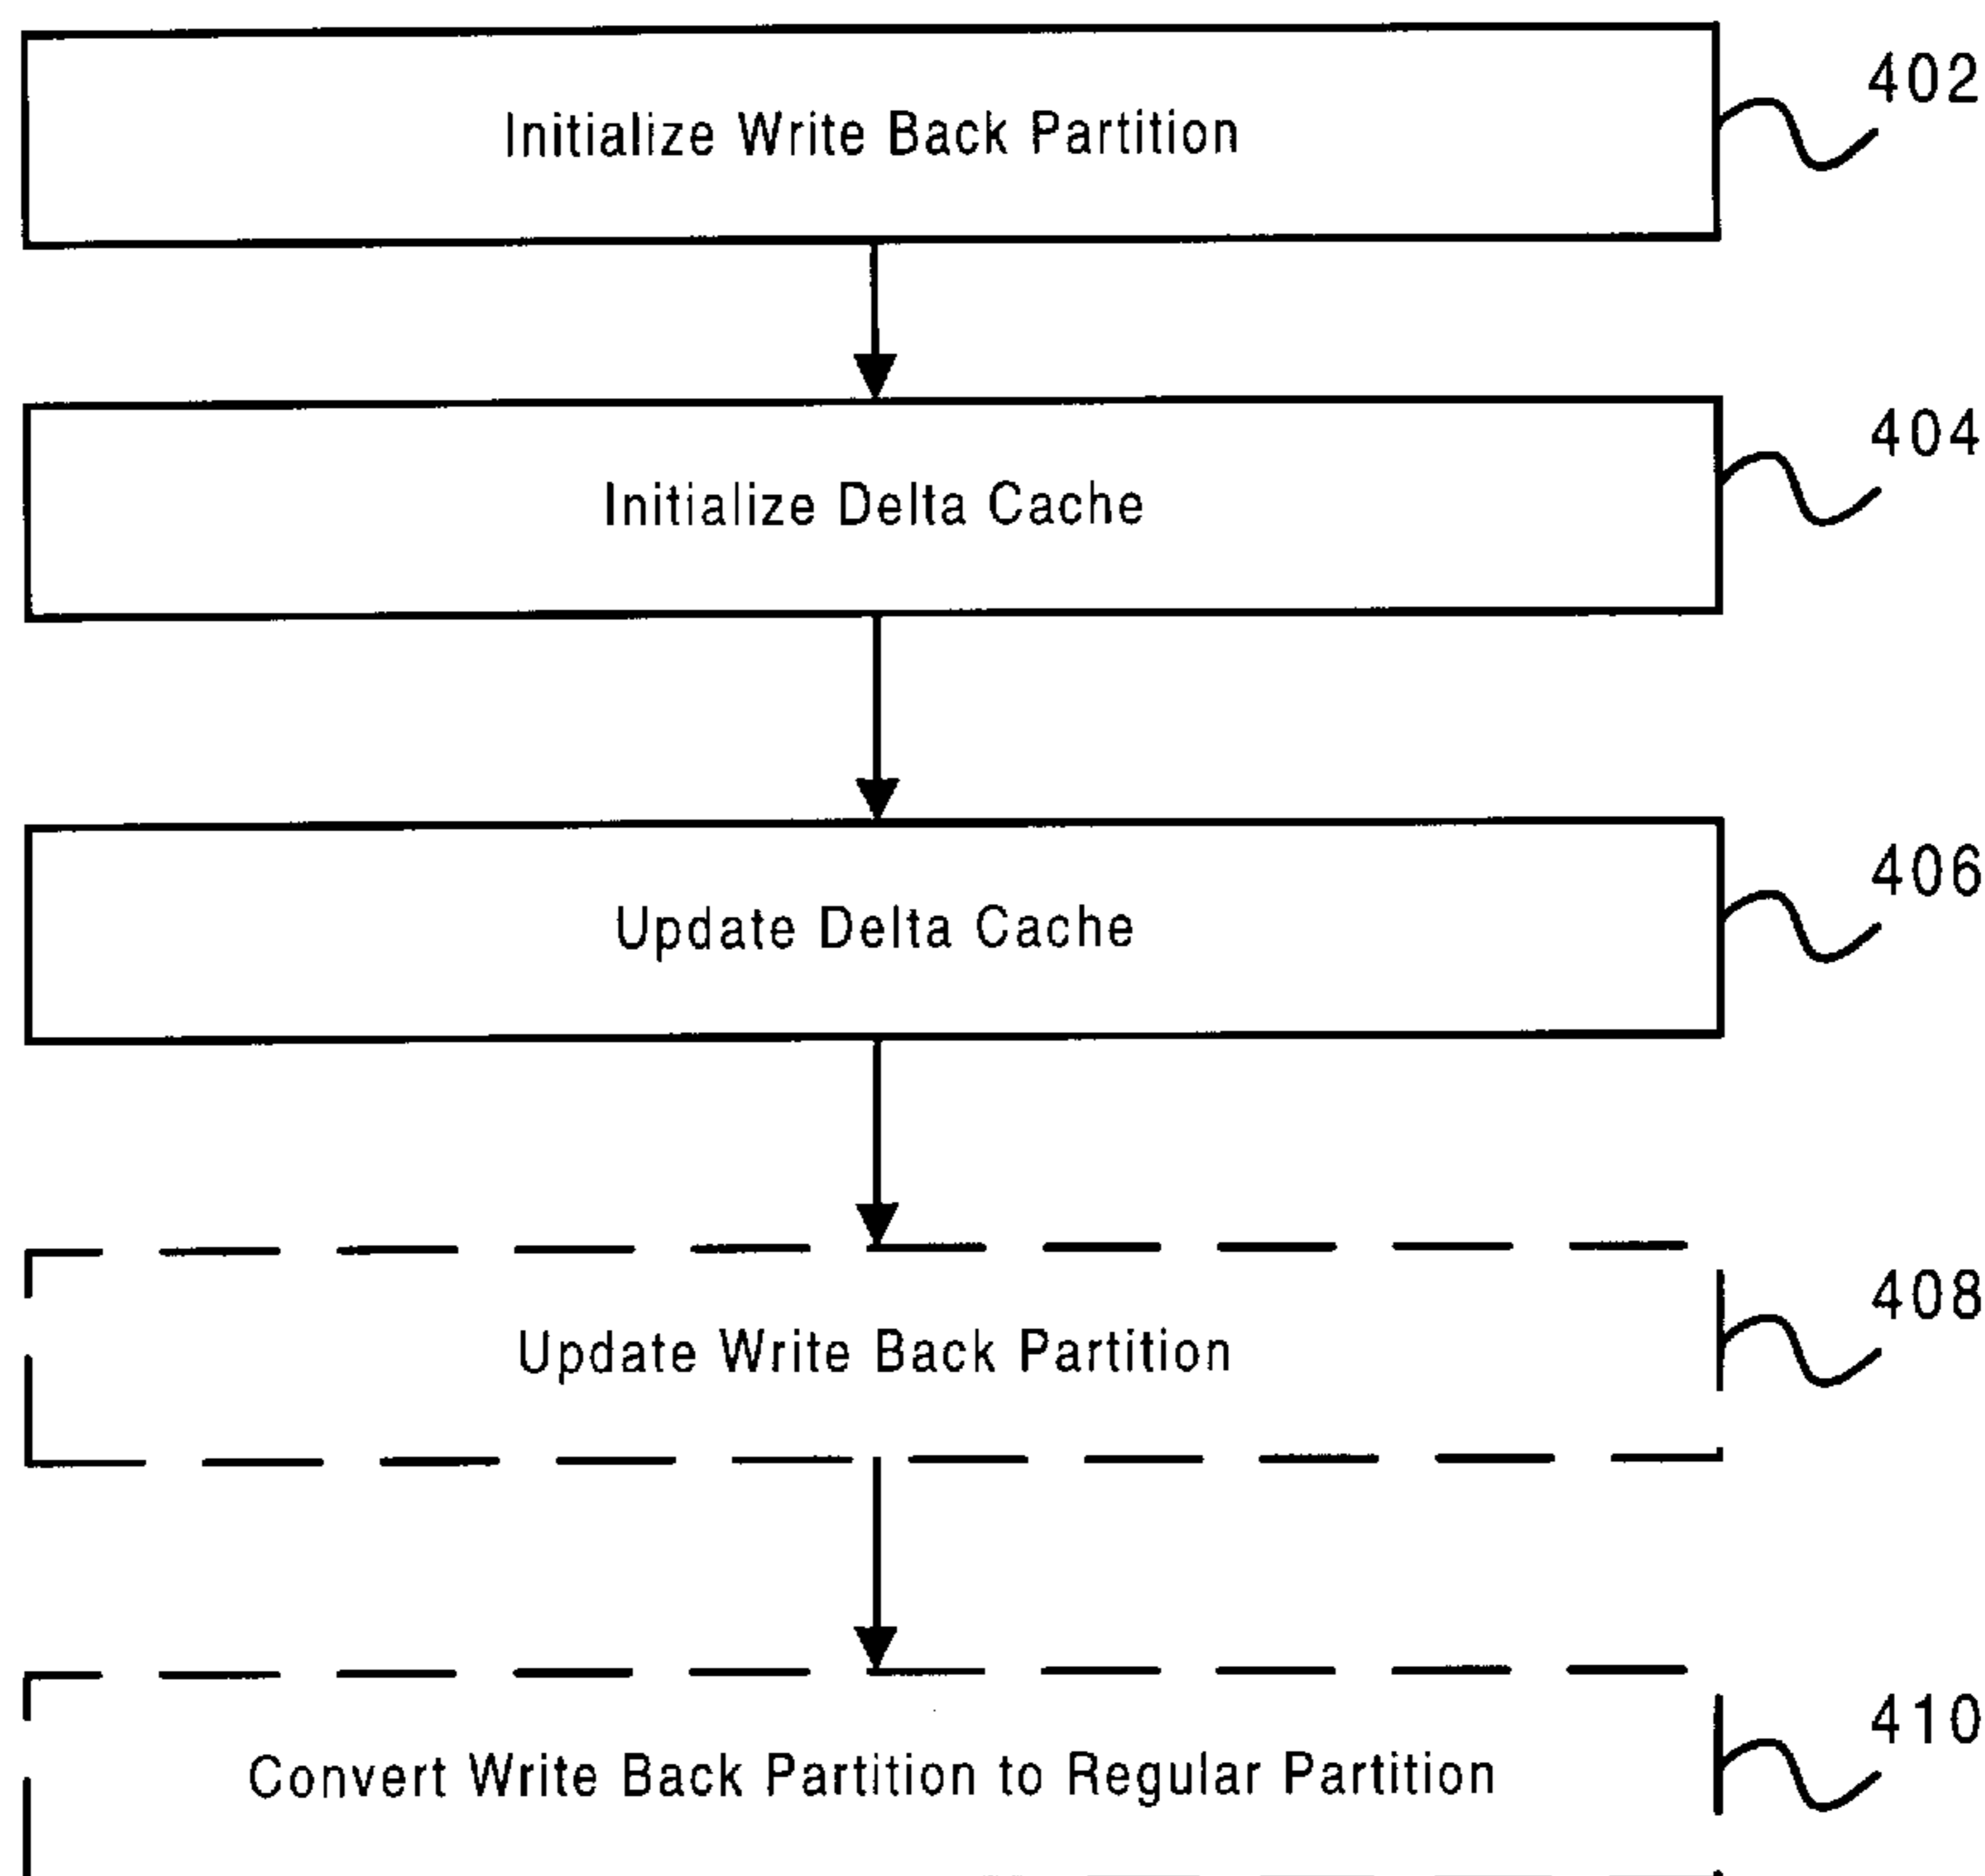 402
Initialize Write Back Partition
404
Initialize Delta Cache
406
Update Delta Cache
408
Update Write Back Partition
410
Convert Write Back Partition to Regular Partition